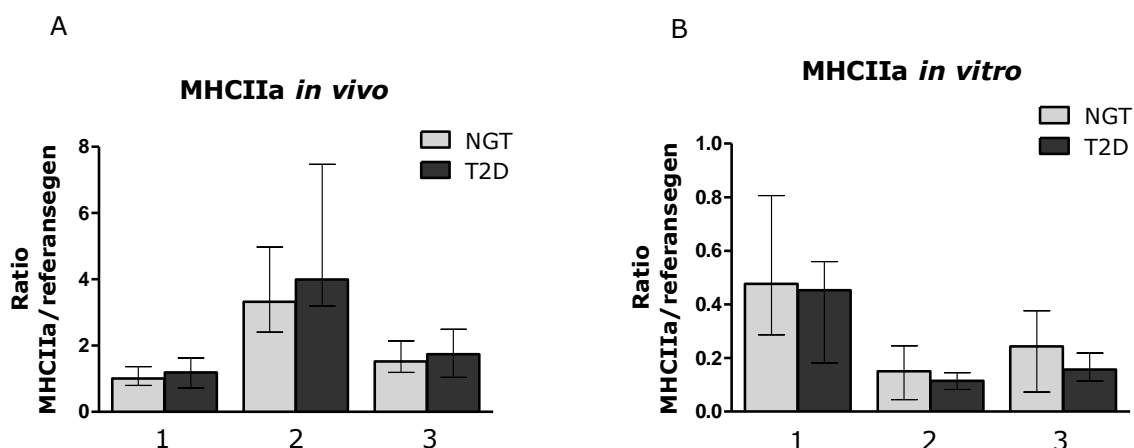 A
MHCIIa in vivo
NGT
T2D
Ratio
MHCIIa/referansegen
8
6
4
2
0
1 2 3
B
MHCIIa in vitro
NGT
T2D
Ratio
MHCIIa/referansegen
1.0
0.8
0.6
0.4
0.2
0.0
1 2 3